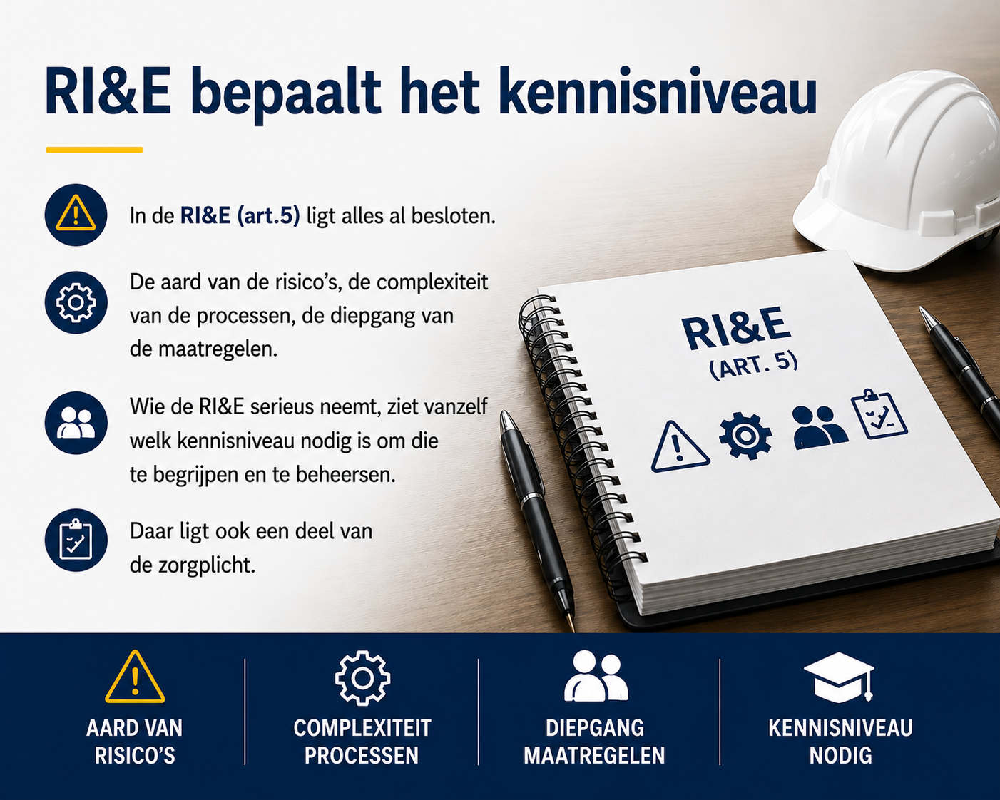 RI&E bepaalt het kennisniveau
In de RI&E (art.5) ligt alles al besloten.
De aard van de risico's, de complexiteit
van de processen, de diepgang van
de maatregelen.
Wie de RI&E serieus neemt, ziet vanzelf
welk kennisniveau nodig is om die
te begrijpen en te beheersen.
Daar ligt ook een deel van
de zorgplicht.
RI&E
(ART. 5)
AARD VAN
RISICO'S
COMPLEXITEIT
PROCESSEN
DIEPGANG
MAATREGELEN
KENNISNIVEAU
NODIG